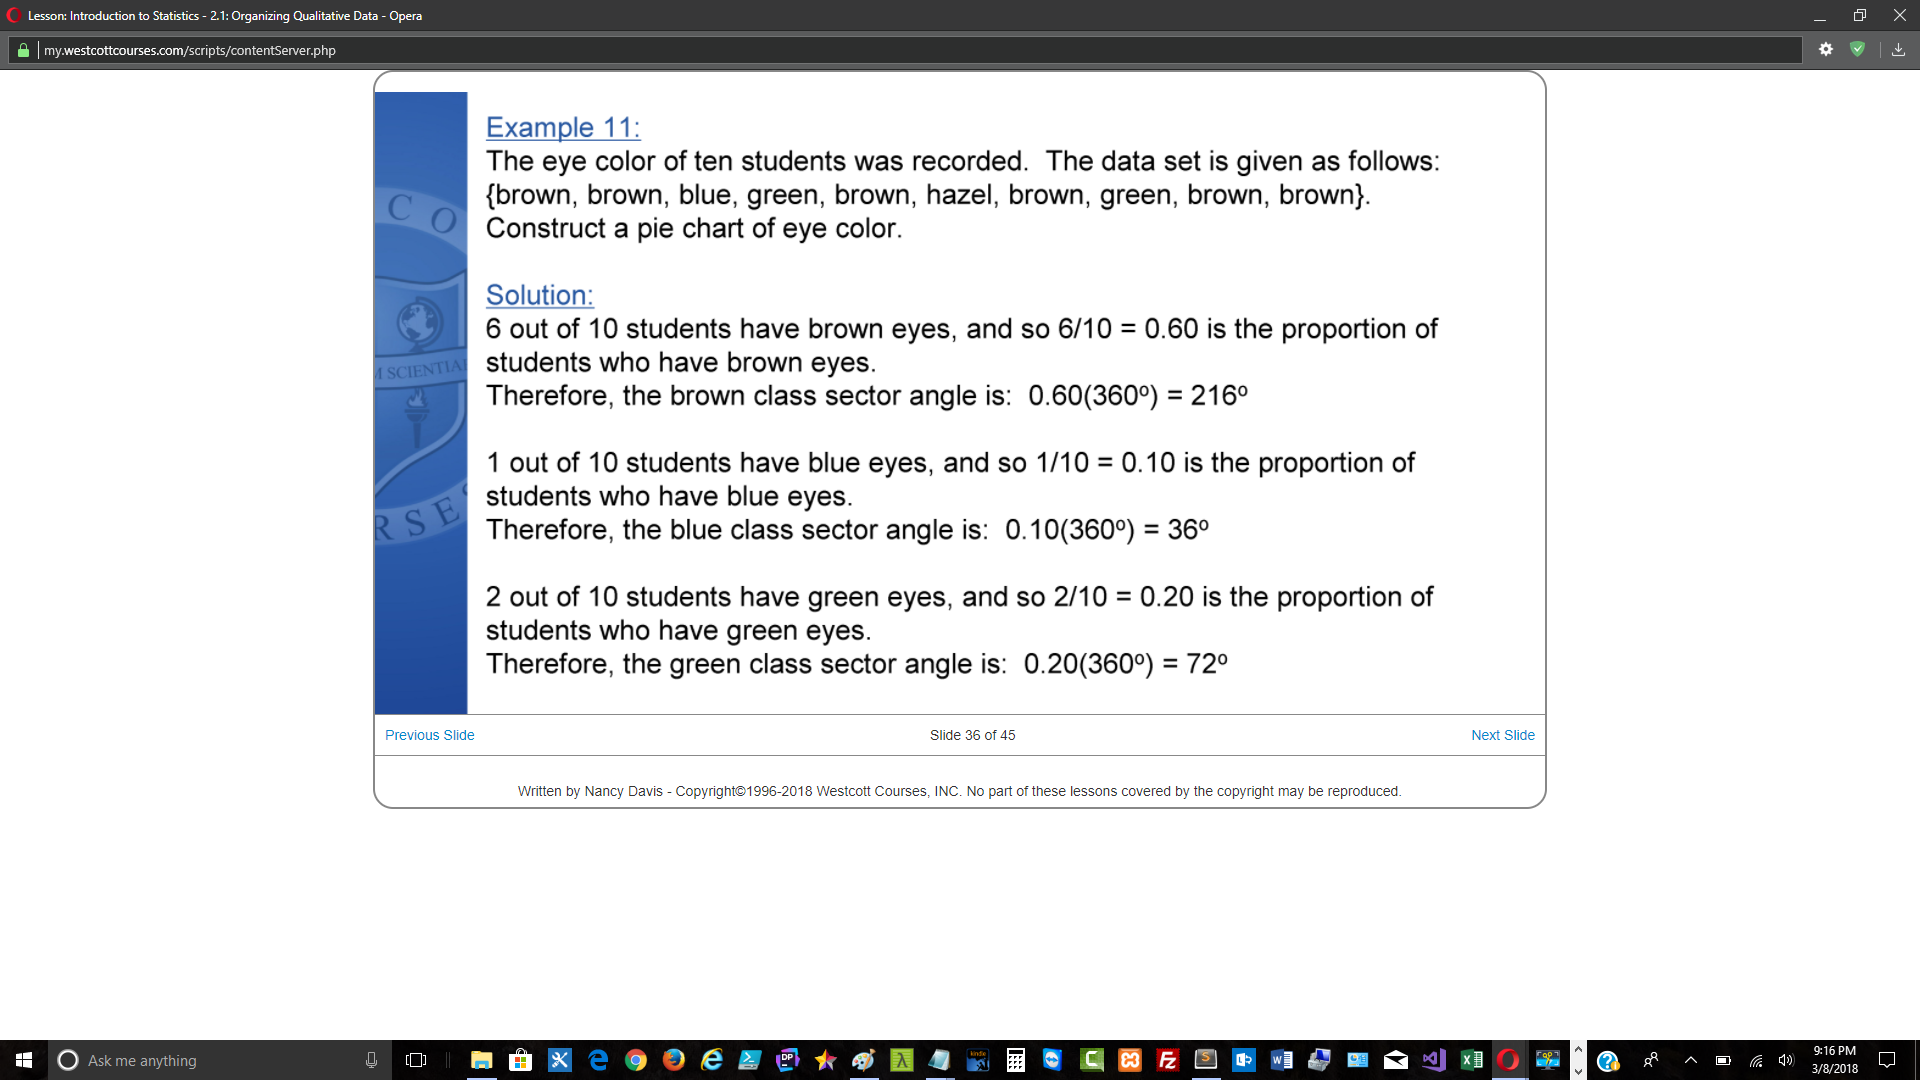 Lesson: Introduction to Statistics - 2.1: Organizing Qualitative Data - Opera
my.westcottcourses.com/scripts/contentServer.php
Example 11:
The eye color of ten students was recorded.  The data set is given as follows:
{brown, brown, blue, green, brown, hazel, brown, green, brown, brown}.
Construct a pie chart of eye color.
Solution:
6 out of 10 students have brown eyes, and so 6/10 = 0.60 is the proportion of
students who have brown eyes.
Therefore, the brown class sector angle is:  0.60(360º) = 216º
1 out of 10 students have blue eyes, and so 1/10 = 0.10 is the proportion of
students who have blue eyes.
Therefore, the blue class sector angle is:  0.10(360º) = 36º
2 out of 10 students have green eyes, and so 2/10 = 0.20 is the proportion of
students who have green eyes.
Therefore, the green class sector angle is:  0.20(360º) = 72º
C O
M SCIENTIA
R S E S
Previous Slide
Slide 36 of 45
Next Slide
Written by Nancy Davis - Copyright©1996-2018 Westcott Courses, INC. No part of these lessons covered by the copyright may be reproduced.
Ask me anything
DP
kindle
9:16 PM
3/8/2018